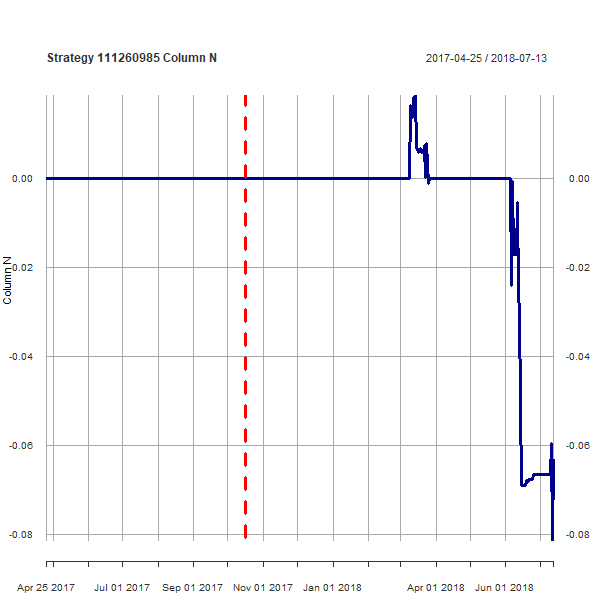 Strategy 111260985 Column N
2017-04-25 / 2018-07-13
0.00
0.00
-0.02
-0.02
-0.04
-0.04
-0.06
-0.06
-0.08
-0.08
Column N
Apr 25 2017
Jul 01 2017
Sep 01 2017
Nov 01 2017
Jan 01 2018
Apr 01 2018
Jun 01 2018